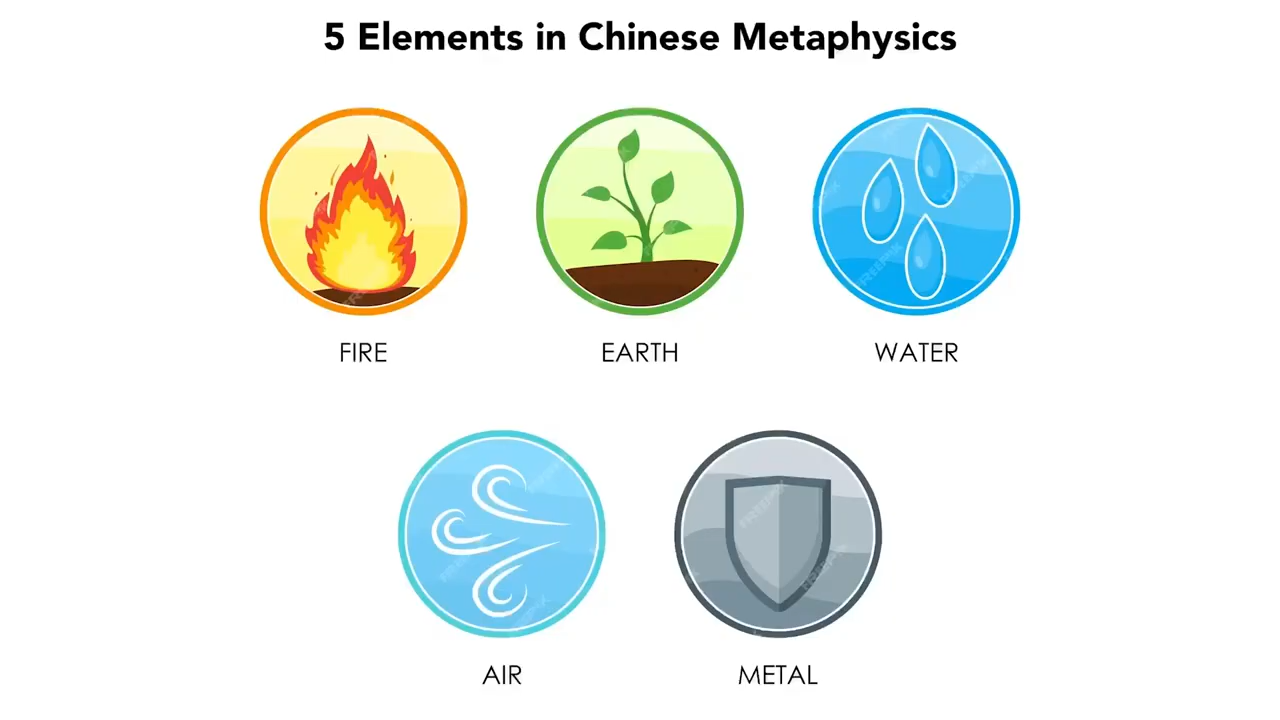 5 Elements in Chinese Metaphysics
FIRE
EARTH
WATER
AIR
METAL